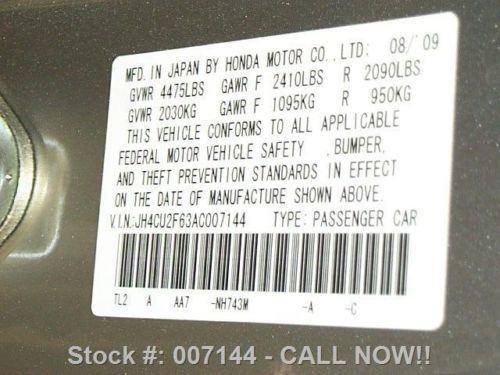 MFD. IN JAPAN BY HONDA MOTOR CO., LTD: 08/'09
GVWR 4475LBS GAWR F 2410LBS R 2090LBS
GVWR 2030KG GAWR F 1095KG R 950KG
THIS VEHICLE CONFORMS TO ALL APPLICABLE
FEDERAL MOTOR VEHICLE SAFETY , BUMPER,
AND THEFT PREVENTION STANDARDS IN EFFECT
ON THE DATE OF MANUFACTURE SHOWN ABOVE.
V.I.N:JH4CU2F63AC007144 TYPE: PASSENGER CAR
TL2 A AA7 -NH743M -A -C
Stock #: 007144 - CALL NOW!!